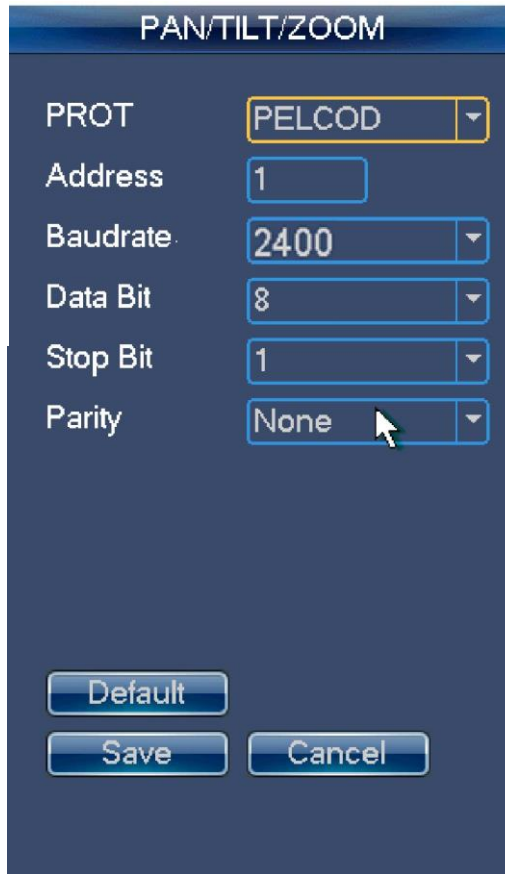 PAN/TILT/ZOOM
PROT PELCOD
Address 1
Baudrate 2400
Data Bit 8
Stop Bit 1
Parity None
Default
Save Cancel